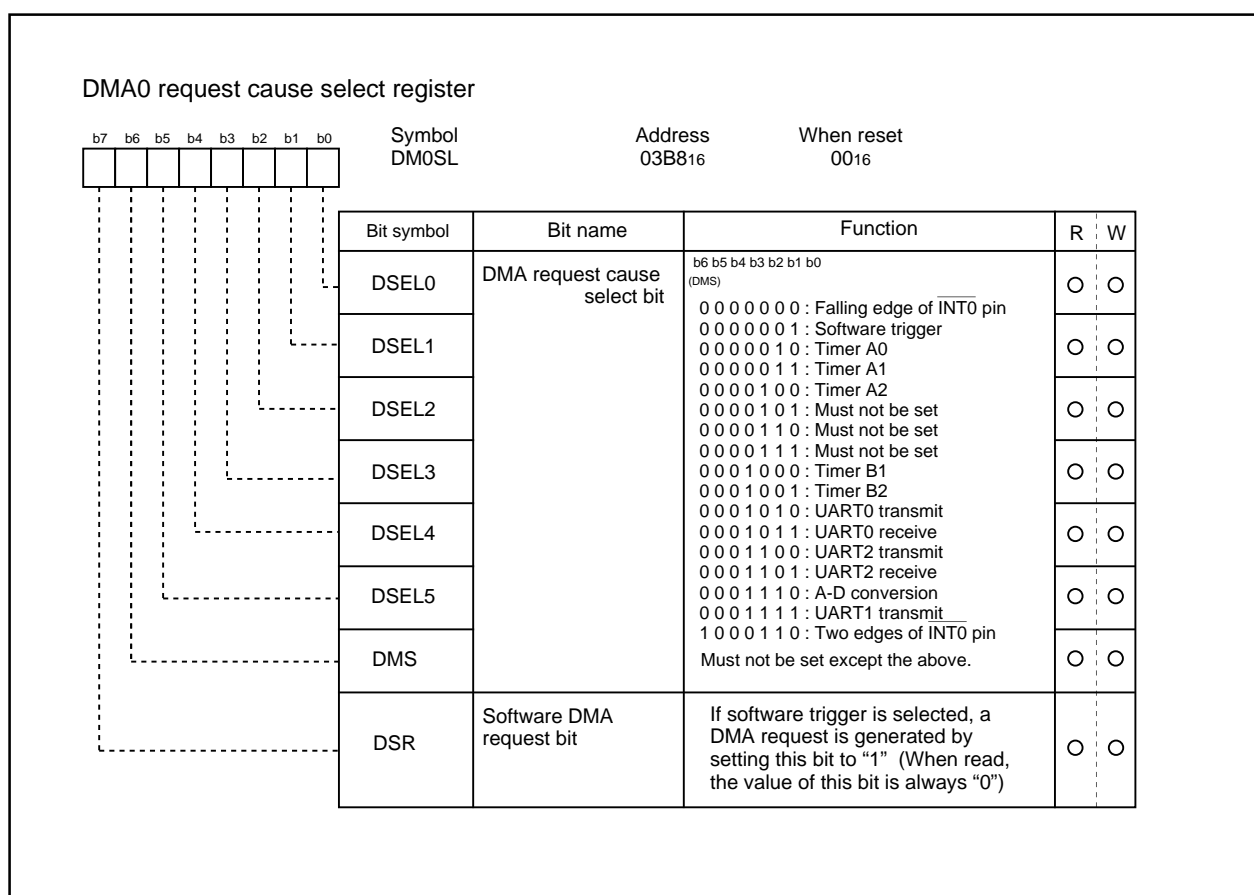 DMA0 request cause select register
b7 b6 b5 b4 b3 b2 b1 b0
Symbol Address When reset
DM0SL 03B816 0016
Bit symbol Bit name Function R W
DSEL0
DSEL1
DSEL2
DSEL3
DSEL4
DSEL5
DMS
DMA request cause
select bit
b6 b5 b4 b3 b2 b1 b0
(DMS)
0 0 0 0 0 0 0 : Falling edge of INT0 pin
0 0 0 0 0 0 1 : Software trigger
0 0 0 0 0 1 0 : Timer A0
0 0 0 0 0 1 1 : Timer A1
0 0 0 0 1 0 0 : Timer A2
0 0 0 0 1 0 1 : Must not be set
0 0 0 0 1 1 0 : Must not be set
0 0 0 0 1 1 1 : Must not be set
0 0 0 1 0 0 0 : Timer B1
0 0 0 1 0 0 1 : Timer B2
0 0 0 1 0 1 0 : UART0 transmit
0 0 0 1 0 1 1 : UART0 receive
0 0 0 1 1 0 0 : UART2 transmit
0 0 0 1 1 0 1 : UART2 receive
0 0 0 1 1 1 0 : A-D conversion
0 0 0 1 1 1 1 : UART1 transmit
1 0 0 0 1 1 0 : Two edges of INT0 pin
Must not be set except the above.
DSR
Software DMA
request bit
If software trigger is selected, a
DMA request is generated by
setting this bit to “1” (When read,
the value of this bit is always “0”)